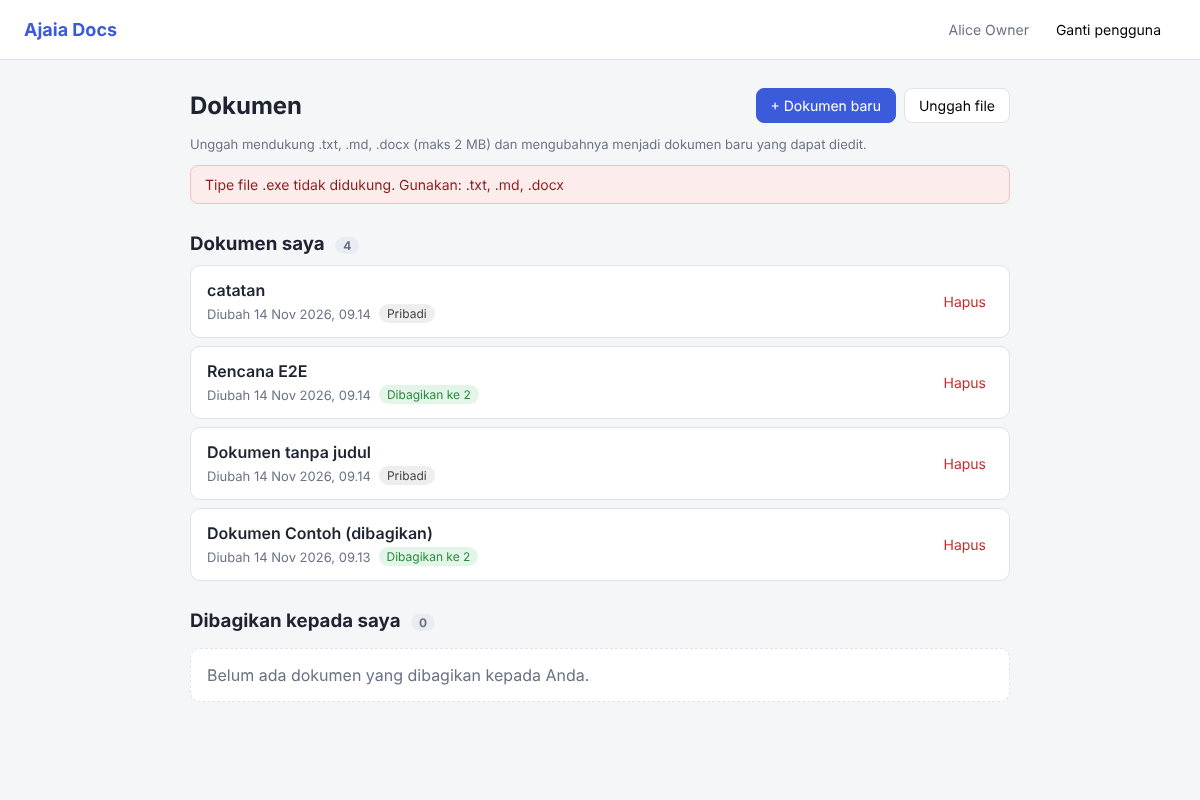 Ajaia Docs
Alice Owner
Ganti pengguna
Dokumen
+ Dokumen baru
Unggah file
Unggah mendukung .txt, .md, .docx (maks 2 MB) dan mengubahnya menjadi dokumen baru yang dapat diedit.
Tipe file .exe tidak didukung. Gunakan: .txt, .md, .docx
Dokumen saya 4
catatan
Diubah 14 Nov 2026, 09.14 Pribadi
Hapus
Rencana E2E
Diubah 14 Nov 2026, 09.14 Dibagikan ke 2
Hapus
Dokumen tanpa judul
Diubah 14 Nov 2026, 09.14 Pribadi
Hapus
Dokumen Contoh (dibagikan)
Diubah 14 Nov 2026, 09.13 Dibagikan ke 2
Hapus
Dibagikan kepada saya 0
Belum ada dokumen yang dibagikan kepada Anda.